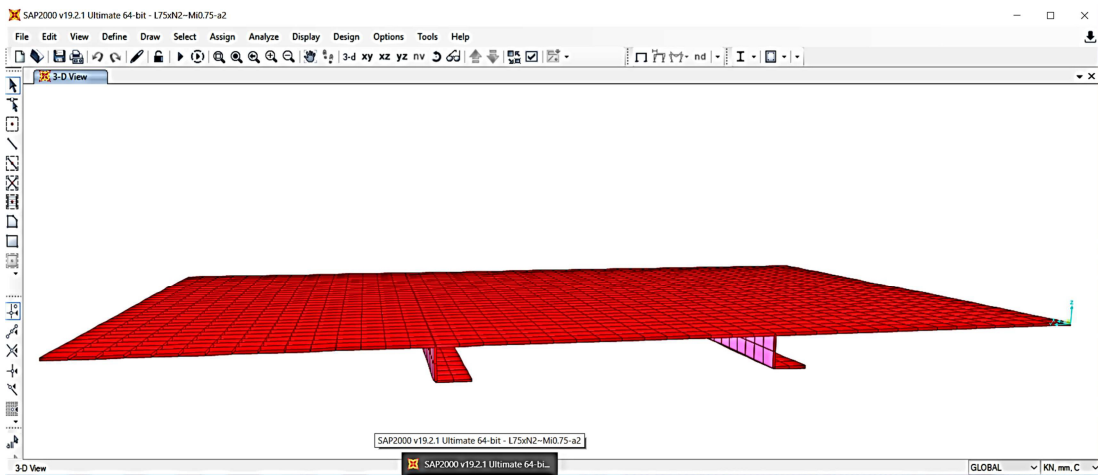 SAP2000 v19.2.1 Ultimate 64-bit - L75xN2~Mi0.75-a2
File Edit View Define Draw Select Assign Analyze Display Design Options Tools Help
3-d xy xz yz nv nd
3-D View
z
SAP2000 v19.2.1 Ultimate 64-bit - L75xN2~Mi0.75-a2
SAP2000 v19.2.1 Ultimate 64-bi...
3-D View GLOBAL KN, mm, C